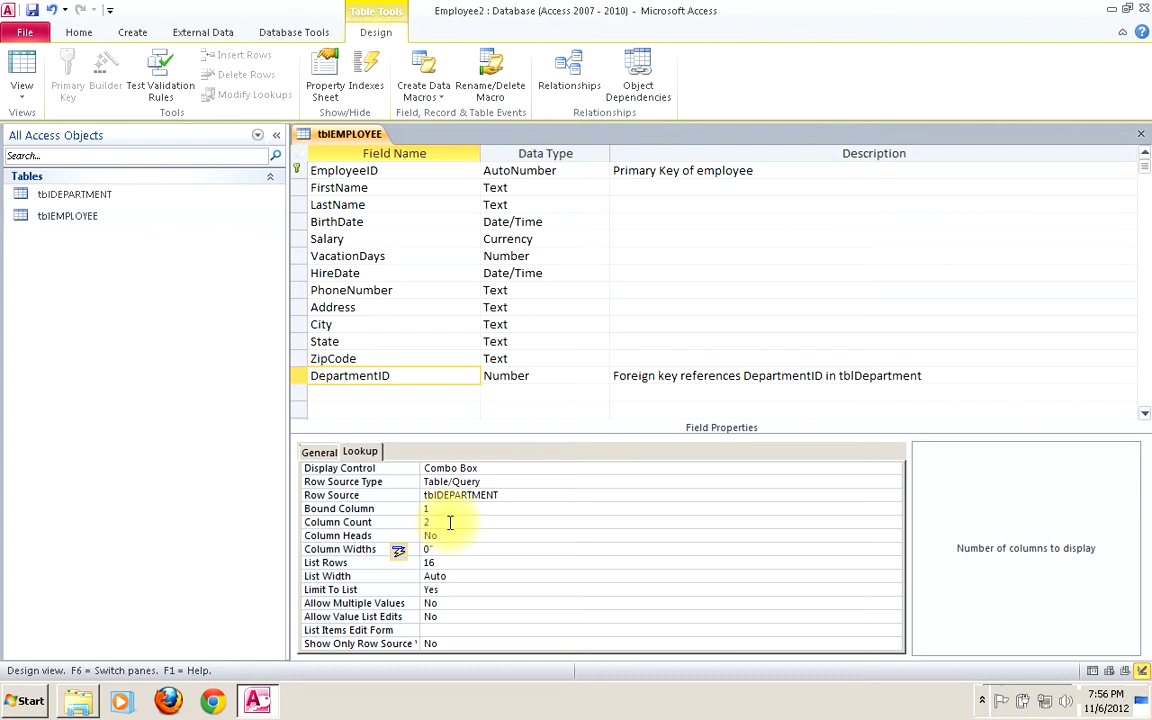 Table Tools
Employee2 : Database (Access 2007 - 2010) - Microsoft Access
File Home Create External Data Database Tools Design
View
Primary Key
Builder
Test Validation Rules
Insert Rows
Delete Rows
Modify Lookups
Property Sheet
Indexes
Create Data Macros
Rename/Delete Macro
Relationships
Object Dependencies
Views Tools Show/Hide Field, Record & Table Events Relationships
All Access Objects
Search...
Tables
tblDEPARTMENT
tblEMPLOYEE
tblEMPLOYEE
Field Name Data Type Description
EmployeeID AutoNumber Primary Key of employee
FirstName Text
LastName Text
BirthDate Date/Time
Salary Currency
VacationDays Number
HireDate Date/Time
PhoneNumber Text
Address Text
City Text
State Text
ZipCode Text
DepartmentID Number Foreign key references DepartmentID in tblDepartment
Field Properties
General Lookup
Display Control Combo Box
Row Source Type Table/Query
Row Source tblDEPARTMENT
Bound Column 1
Column Count 2
Column Heads No
Column Widths 0"
List Rows 16
List Width Auto
Limit To List Yes
Allow Multiple Values No
Allow Value List Edits No
List Items Edit Form
Show Only Row Source No
Number of columns to display
Design view. F6 = Switch panes. F1 = Help.
Start
7:56 PM
11/6/2012